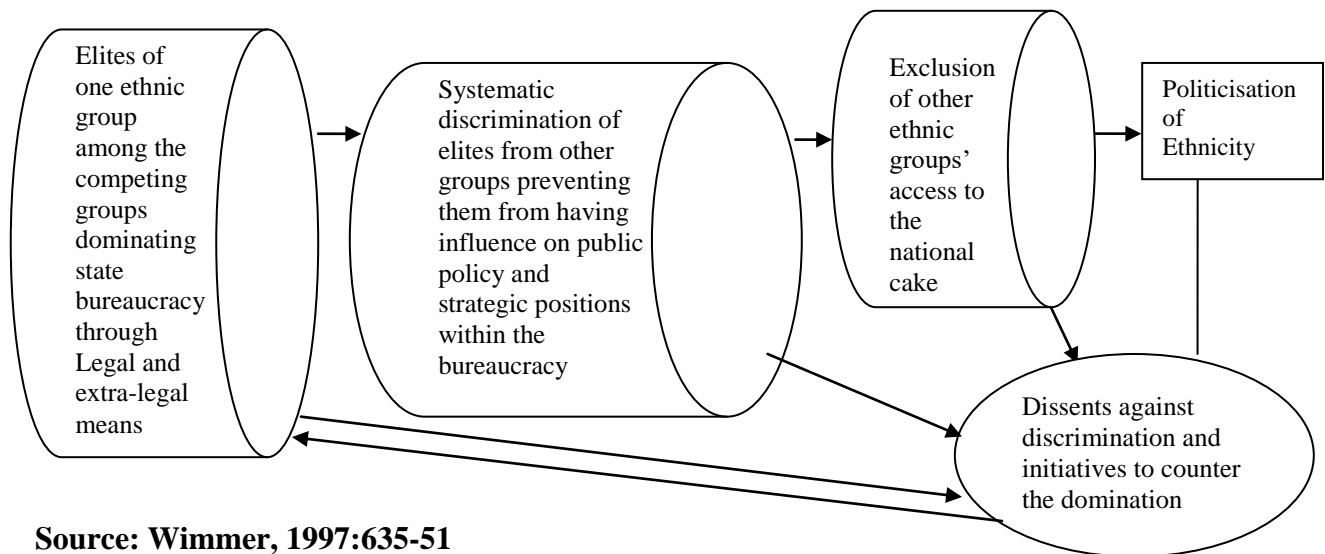 Elites of
one ethnic
group
among the
competing
groups
dominating
state
bureaucracy
through
Legal and
extra-legal
means
Systematic
discrimination of
elites from other
groups preventing
them from having
influence on public
policy and
strategic positions
within the
bureaucracy
Exclusion
of other
ethnic
groups’
access to
the
national
cake
Politicisation
of
Ethnicity
Dissents against
discrimination and
initiatives to counter
the domination
Source: Wimmer, 1997:635-51